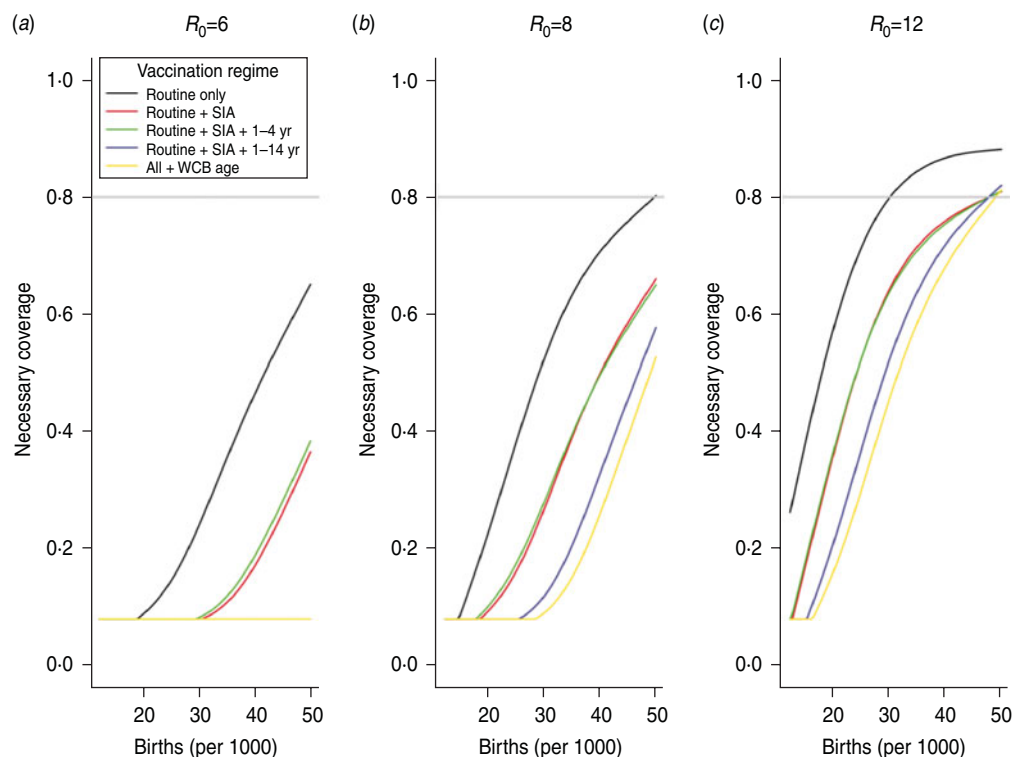 (a)
R0=6
(b)
R0=8
(c)
R0=12
Vaccination regime
Routine only
Routine + SIA
Routine + SIA + 1–4 yr
Routine + SIA + 1–14 yr
All + WCB age
Necessary coverage
1·0
0·8
0·6
0·4
0·2
0·0
20 30 40 50
Births (per 1000)
Necessary coverage
1·0
0·8
0·6
0·4
0·2
0·0
20 30 40 50
Births (per 1000)
Necessary coverage
1·0
0·8
0·6
0·4
0·2
0·0
20 30 40 50
Births (per 1000)